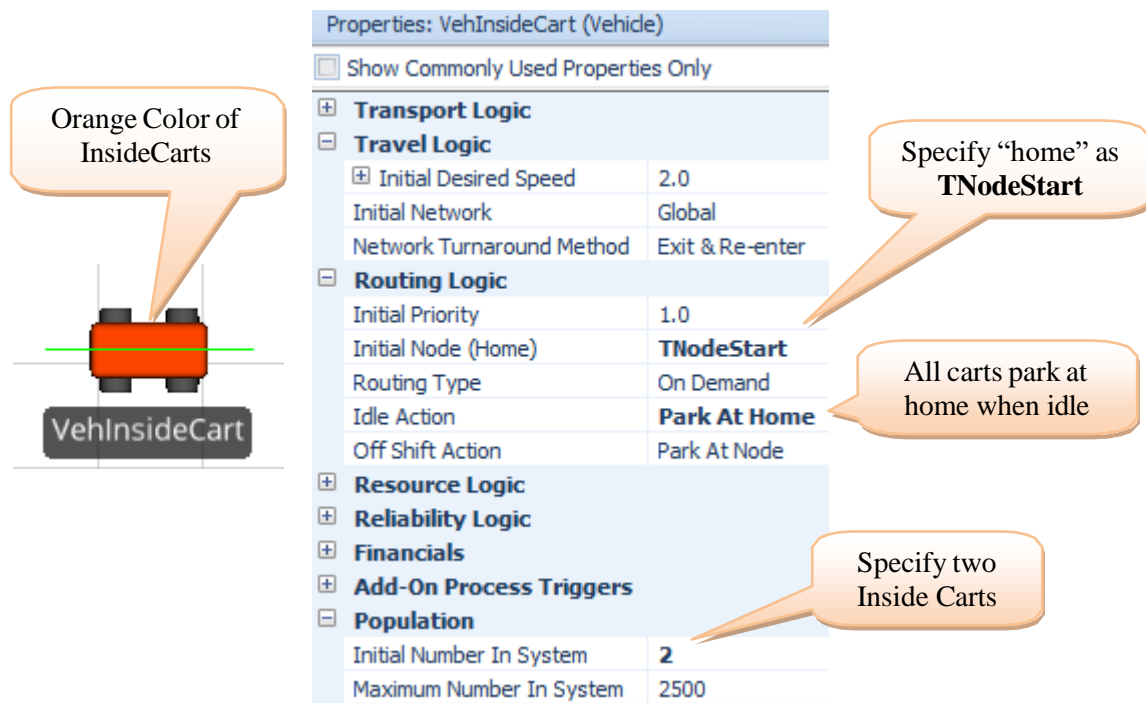 Orange Color of
InsideCarts
VehInsideCart
Properties: VehInsideCart (Vehicle)
Show Commonly Used Properties Only
Transport Logic
Travel Logic
Initial Desired Speed 2.0
Initial Network Global
Network Turnaround Method Exit & Re-enter
Routing Logic
Initial Priority 1.0
Initial Node (Home) TNodeStart
Routing Type On Demand
Idle Action Park At Home
Off Shift Action Park At Node
Resource Logic
Reliability Logic
Financials
Add-On Process Triggers
Population
Initial Number In System 2
Maximum Number In System 2500
Specify “home” as
TNodeStart
All carts park at
home when idle
Specify two
Inside Carts